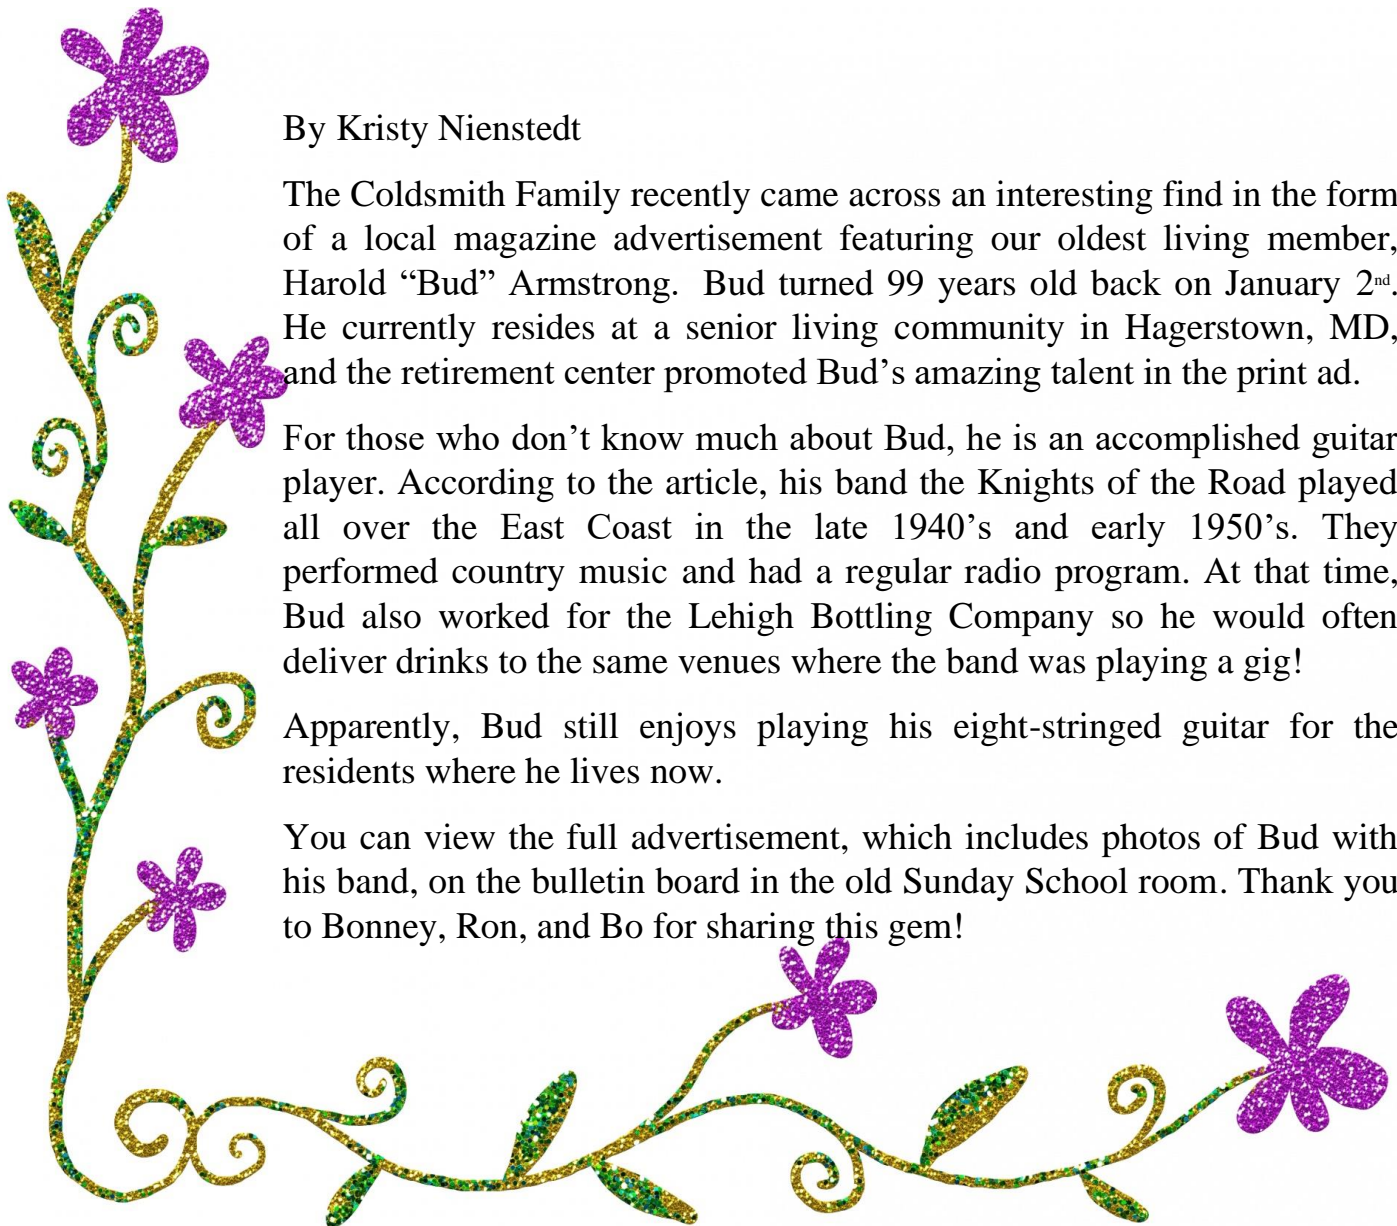 By Kristy Nienstedt
The Coldsmith Family recently came across an interesting find in the form
of a local magazine advertisement featuring our oldest living member,
Harold “Bud” Armstrong. Bud turned 99 years old back on January 2nd.
He currently resides at a senior living community in Hagerstown, MD,
and the retirement center promoted Bud’s amazing talent in the print ad.
For those who don’t know much about Bud, he is an accomplished guitar
player. According to the article, his band the Knights of the Road played
all over the East Coast in the late 1940’s and early 1950’s. They
performed country music and had a regular radio program. At that time,
Bud also worked for the Lehigh Bottling Company so he would often
deliver drinks to the same venues where the band was playing a gig!
Apparently, Bud still enjoys playing his eight-stringed guitar for the
residents where he lives now.
You can view the full advertisement, which includes photos of Bud with
his band, on the bulletin board in the old Sunday School room. Thank you
to Bonney, Ron, and Bo for sharing this gem!